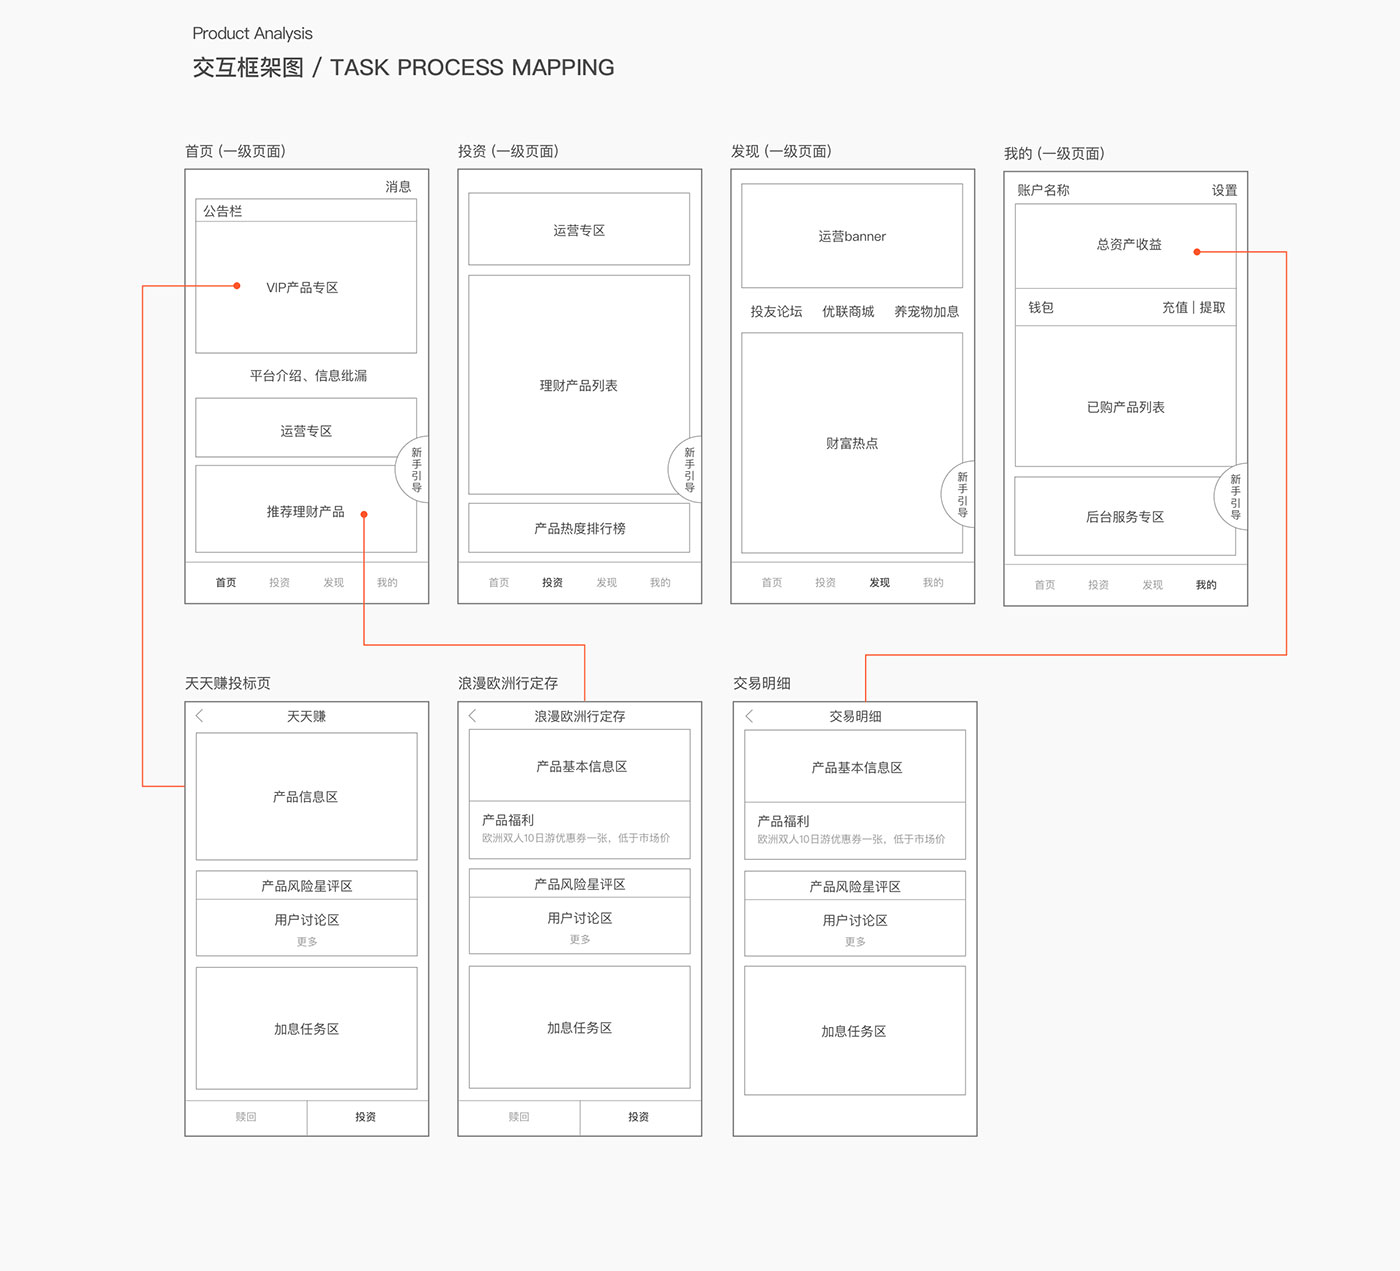 Product Analysis
交互框架图 / TASK PROCESS MAPPING
首页 (一级页面)
消息
公告栏
VIP产品专区
平台介绍、信息纰漏
运营专区
推荐理财产品
新手引导
首页 投资 发现 我的
投资 (一级页面)
运营专区
理财产品列表
新手引导
产品热度排行榜
首页 投资 发现 我的
发现 (一级页面)
运营banner
投友论坛 优联商城 养宠物加息
财富热点
新手引导
首页 投资 发现 我的
我的 (一级页面)
账户名称 设置
总资产收益
钱包 充值 | 提取
已购产品列表
新手引导
后台服务专区
首页 投资 发现 我的
天天赚投标页
天天赚
产品信息区
产品风险星评区
用户讨论区
更多
加息任务区
赎回 投资
浪漫欧洲行定存
浪漫欧洲行定存
产品基本信息区
产品福利
欧洲双人10日游优惠券一张，低于市场价
产品风险星评区
用户讨论区
更多
加息任务区
赎回 投资
交易明细
交易明细
产品基本信息区
产品福利
欧洲双人10日游优惠券一张，低于市场价
产品风险星评区
用户讨论区
更多
加息任务区